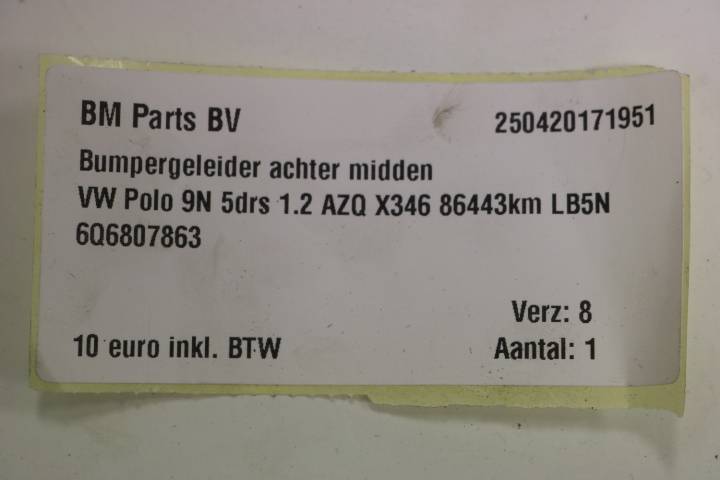 BM Parts BV 250420171951
Bumpergeleider achter midden
VW Polo 9N 5drs 1.2 AZQ X346 86443km LB5N
6Q6807863
Verz: 8
10 euro inkl. BTW Aantal: 1